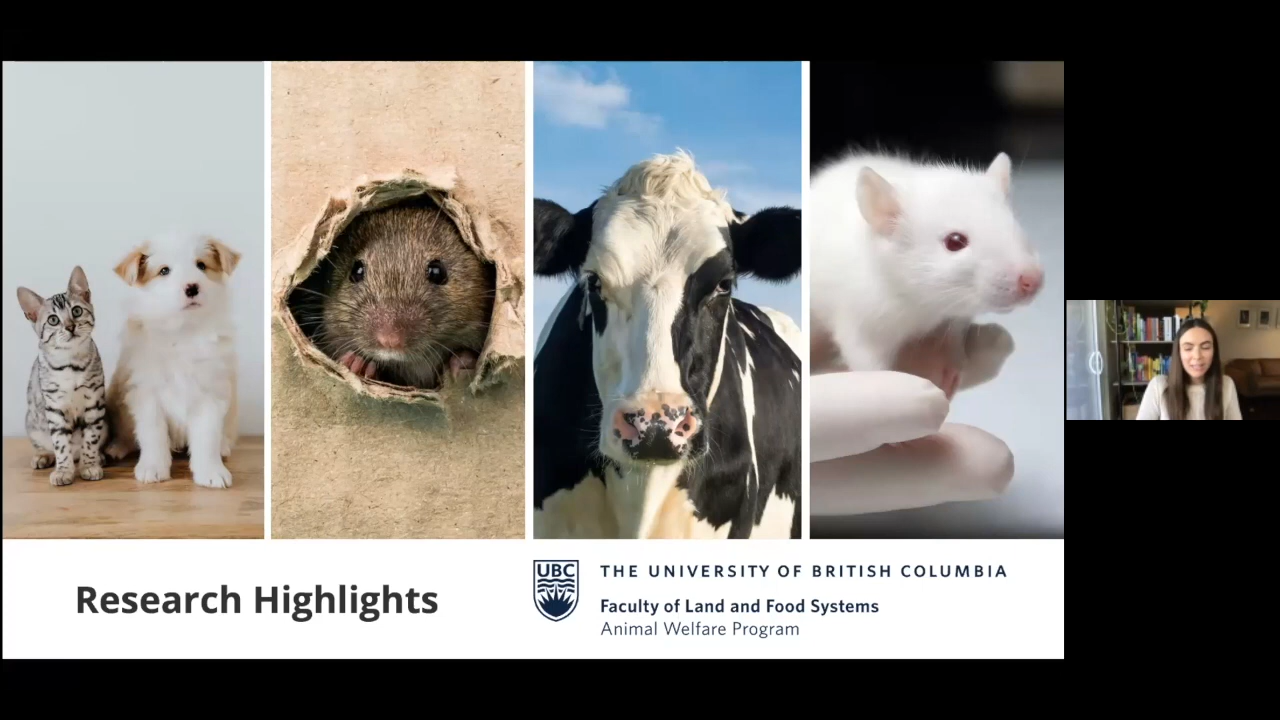 Research Highlights
UBC
THE UNIVERSITY OF BRITISH COLUMBIA
Faculty of Land and Food Systems
Animal Welfare Program